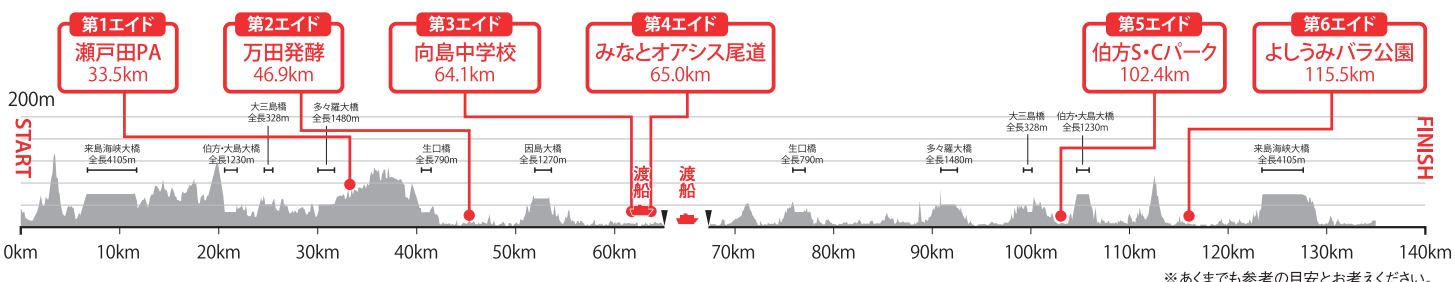 第1エイド
瀬戸田PA
33.5km
第2エイド
万田発酵
46.9km
第3エイド
向島中学校
64.1km
第4エイド
みなとオアシス尾道
65.0km
第5エイド
伯方S・Cパーク
102.4km
第6エイド
よしうみバラ公園
115.5km
200m
START
来島海峡大橋
全長4105m
伯方・大島大橋
全長1230m
大三島橋
全長328m
多々羅大橋
全長1480m
生口橋
全長790m
因島大橋
全長1270m
渡船
渡船
生口橋
全長790m
多々羅大橋
全長1480m
大三島橋
全長328m
伯方・大島大橋
全長1230m
来島海峡大橋
全長4105m
FINISH
0km 10km 20km 30km 40km 50km 60km 70km 80km 90km 100km 110km 120km 130km 140km
※あくまでも参考の目安とお考えください。